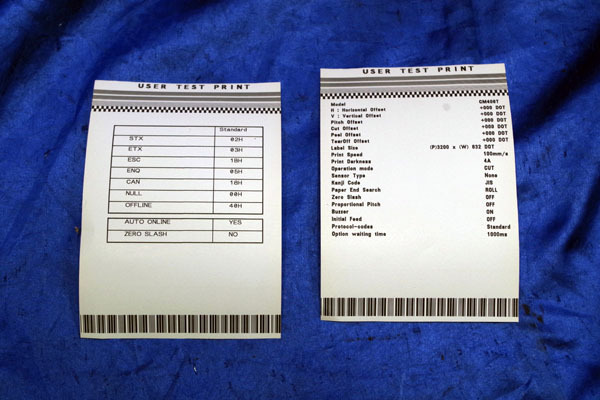 USER TEST PRINT
Standard
STX 02H
ETX 03H
ESC 1BH
ENQ 05H
CAN 18H
NULL 00H
OFFLINE 40H
AUTO ONLINE YES
ZERO SLASH NO
USER TEST PRINT
Model GM408T
H : Horizontal Offset +000 DOT
V : Vertical Offset +000 DOT
Pitch Offset +000 DOT
Cut Offset +000 DOT
Peel Offset +000 DOT
TearOff Offset +000 DOT
Label Size (P)3200 x (W) 832 DOT
Print Speed 100mm/s
Print Darkness 4A
Operation mode CUT
Sensor Type None
Kanji Code JIS
Paper End Search ROLL
Zero Slash OFF
Proportional Pitch OFF
Buzzer ON
Initial Feed OFF
Protocol-codes Standard
Option waiting time 1000ms